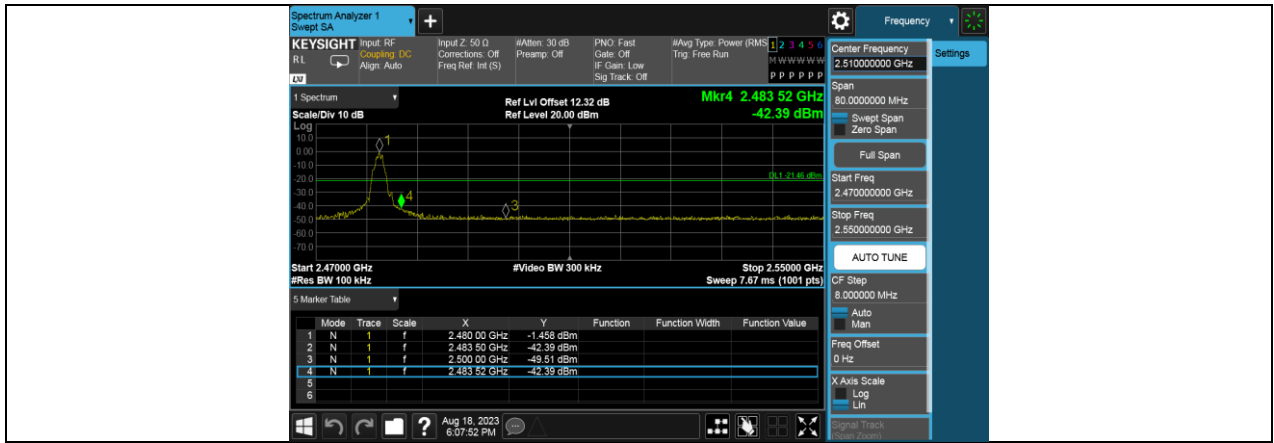 Spectrum Analyzer 1
Swept SA
Frequency
KEYSIGHT
RL
LXI
Input: RF
Coupling: DC
Align: Auto
Input Z: 50 Ω
Corrections: Off
Freq Ref: Int (S)
#Atten: 30 dB
Preamp: Off
PNO: Fast
Gate: Off
IF Gain: Low
Sig Track: Off
#Avg Type: Power (RMS
Trig: Free Run
1 2 3 4 5 6
M W W W W W
P P P P P P
Center Frequency
2.510000000 GHz
Settings
1 Spectrum
Scale/Div 10 dB
Ref Lvl Offset 12.32 dB
Ref Level 20.00 dBm
Mkr4 2.483 52 GHz
-42.39 dBm
Span
80.0000000 MHz
Swept Span
Zero Span
Full Span
Start Freq
2.470000000 GHz
Stop Freq
2.550000000 GHz
AUTO TUNE
CF Step
8.000000 MHz
Auto
Man
Freq Offset
0 Hz
X Axis Scale
Log
Lin
Signal Track
(Span Zoom)
Log
10.0
0.00
-10.0
-20.0
-30.0
-40.0
-50.0
-60.0
-70.0
1
4
3
DL1 -21.46 dBm
Start 2.47000 GHz
#Res BW 100 kHz
#Video BW 300 kHz
Stop 2.55000 GHz
Sweep 7.67 ms (1001 pts)
5 Marker Table
Mode Trace Scale X Y Function Function Width Function Value
1 N 1 f 2.480 00 GHz -1.458 dBm
2 N 1 f 2.483 50 GHz -42.39 dBm
3 N 1 f 2.500 00 GHz -49.51 dBm
4 N 1 f 2.483 52 GHz -42.39 dBm
5
6
?
Aug 18, 2023
6:07:52 PM